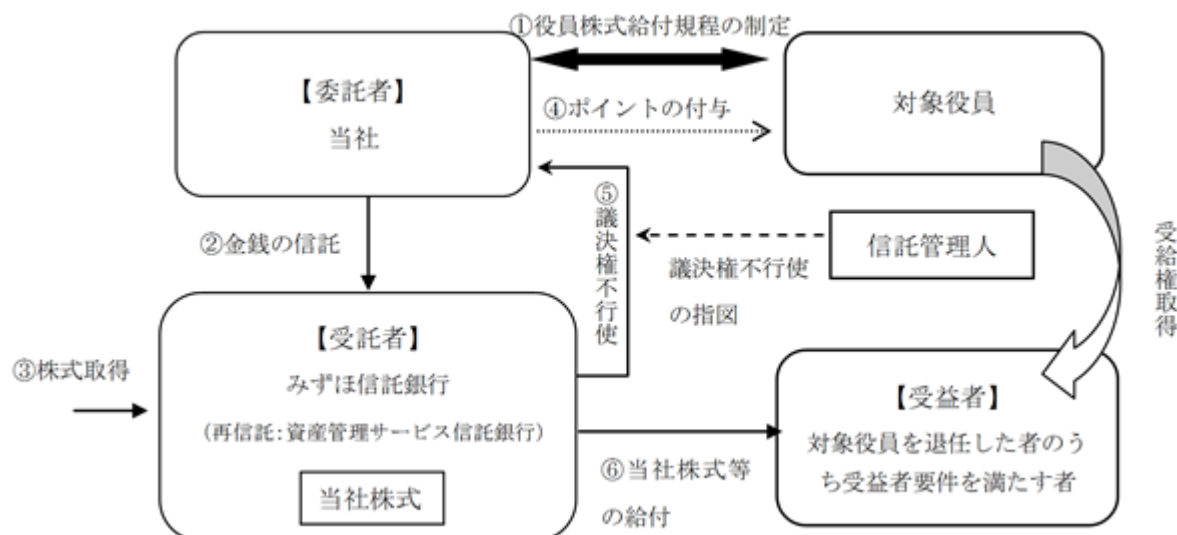 ①役員株式給付規程の制定
【委託者】
当社
対象役員
④ポイントの付与
②金銭の信託
⑤議決権不行使
信託管理人
議決権不行使
の指図
受給権取得
③株式取得
【受託者】
みずほ信託銀行
(再信託:資産管理サービス信託銀行)
当社株式
⑥当社株式等
の給付
【受益者】
対象役員を退任した者のう
ち受益者要件を満たす者